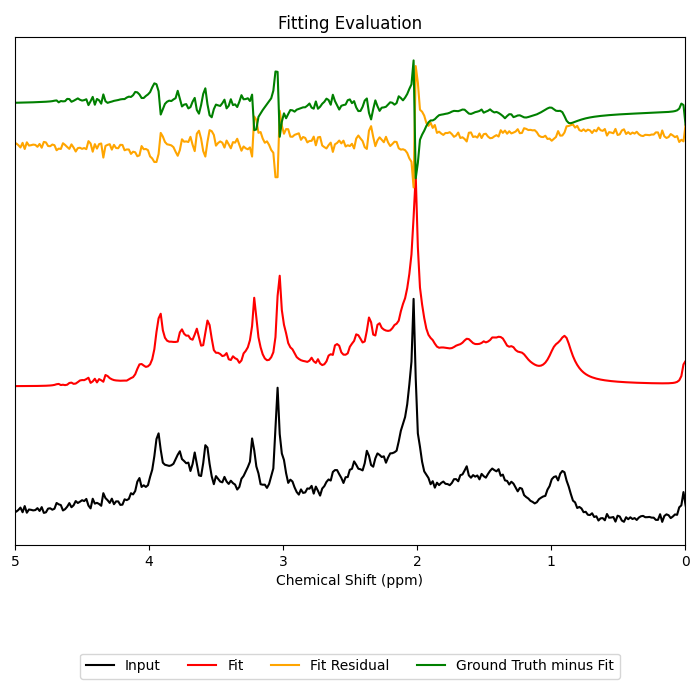 Fitting Evaluation
5 4 3 2 1 0
Chemical Shift (ppm)
Input Fit Fit Residual Ground Truth minus Fit